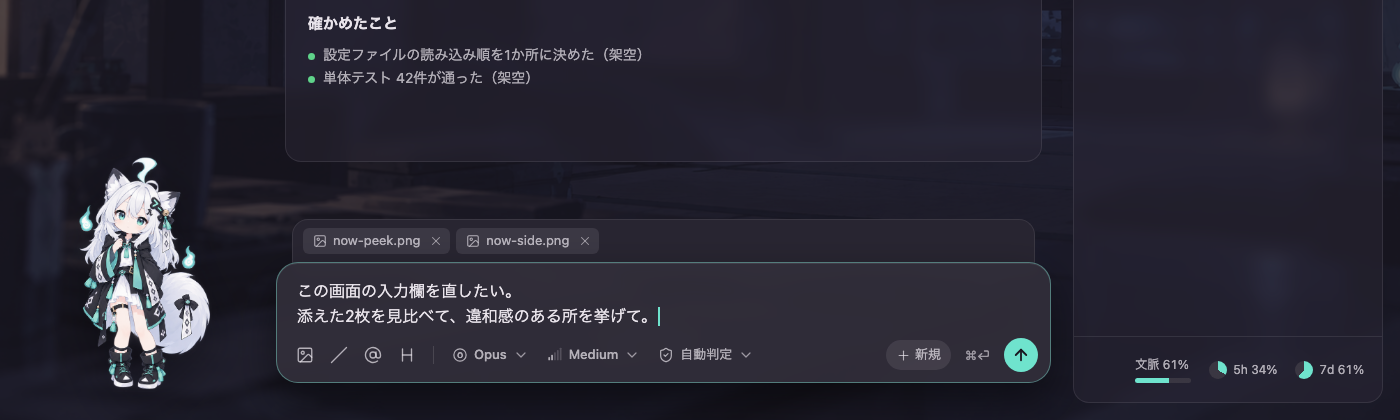 確かめたこと
設定ファイルの読み込み順を1か所に決めた（架空）
単体テスト 42件が通った（架空）
now-peek.png
now-side.png
この画面の入力欄を直したい。
添えた2枚を見比べて、違和感のある所を挙げて。
Opus
Medium
自動判定
+ 新規
⌘⏎
文脈 61%
5h 34%
7d 61%